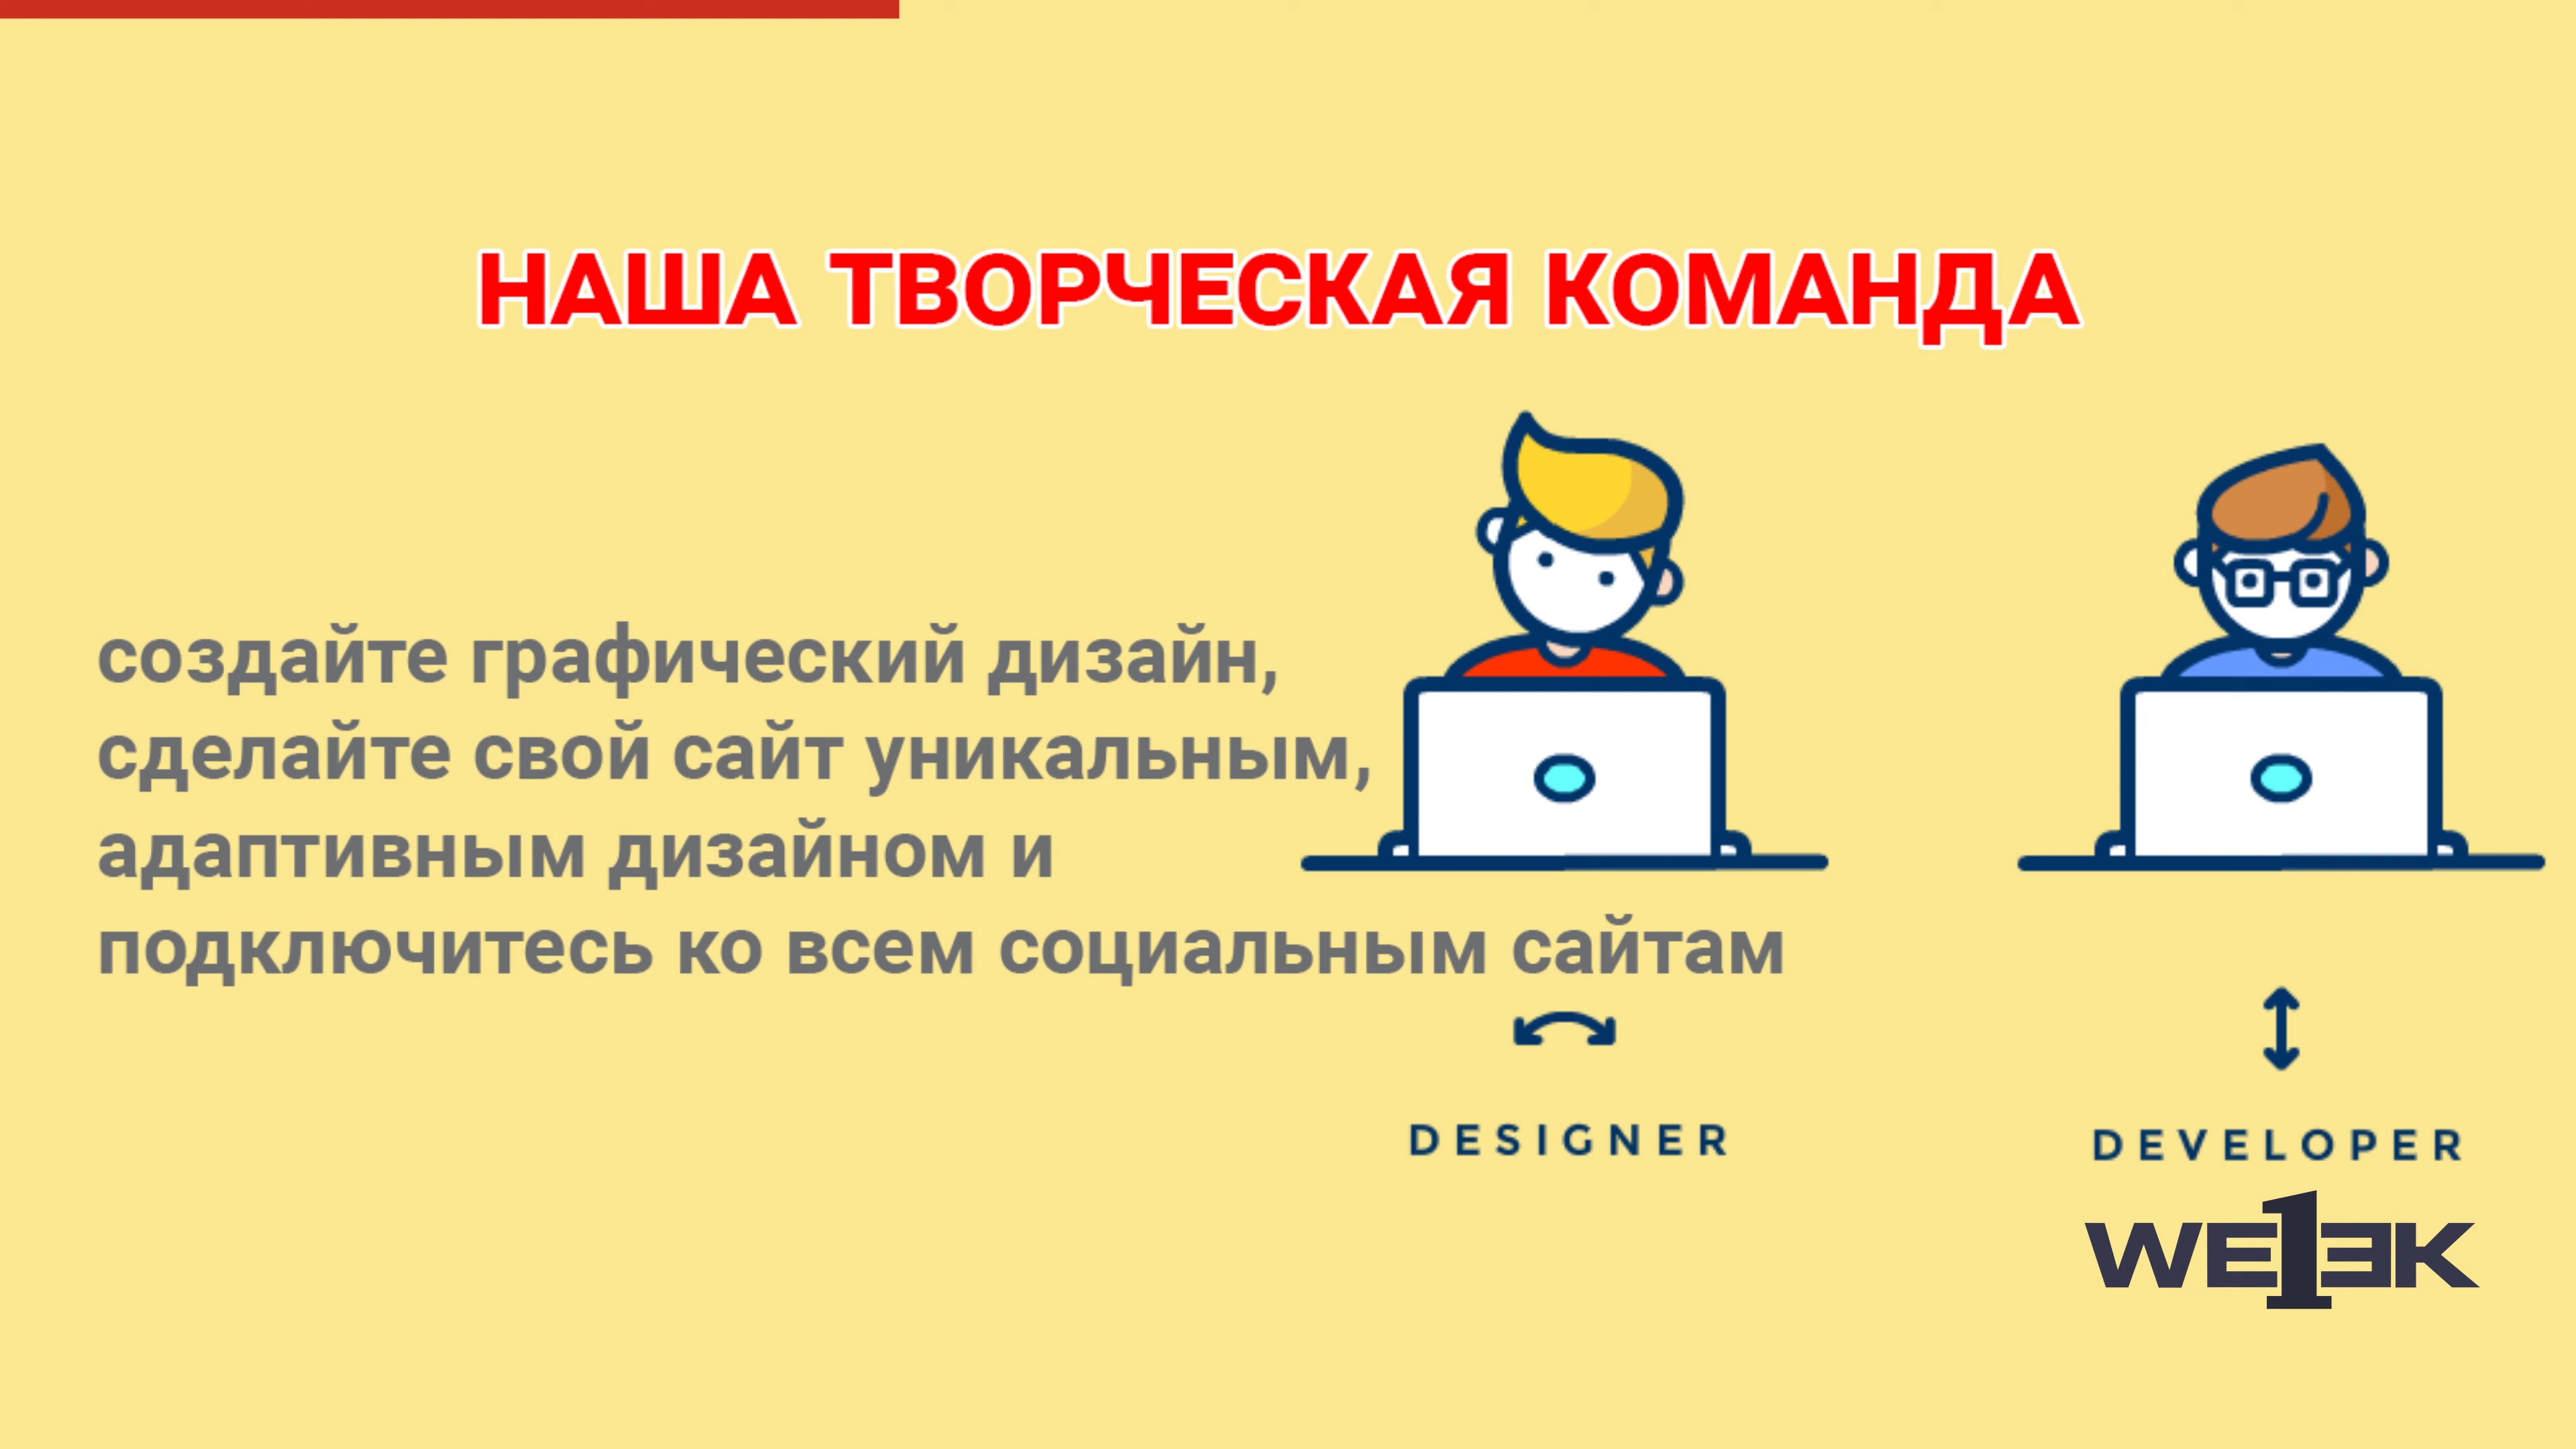 НАША ТВОРЧЕСКАЯ КОМАНДА
создайте графический дизайн,
сделайте свой сайт уникальным,
адаптивным дизайном и
подключитесь ко всем социальным сайтам
DESIGNER
DEVELOPER
WE1EK